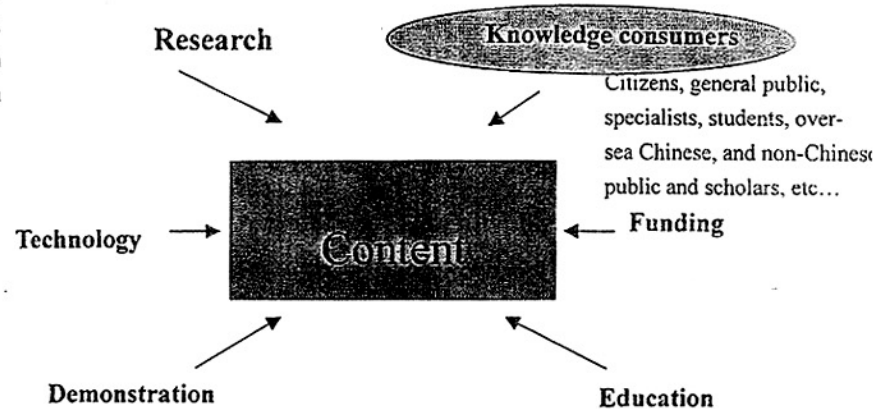 Research
Knowledge consumers
Citizens, general public,
specialists, students, over-
sea Chinese, and non-Chinese
public and scholars, etc...
Technology
Content
Funding
Demonstration
Education